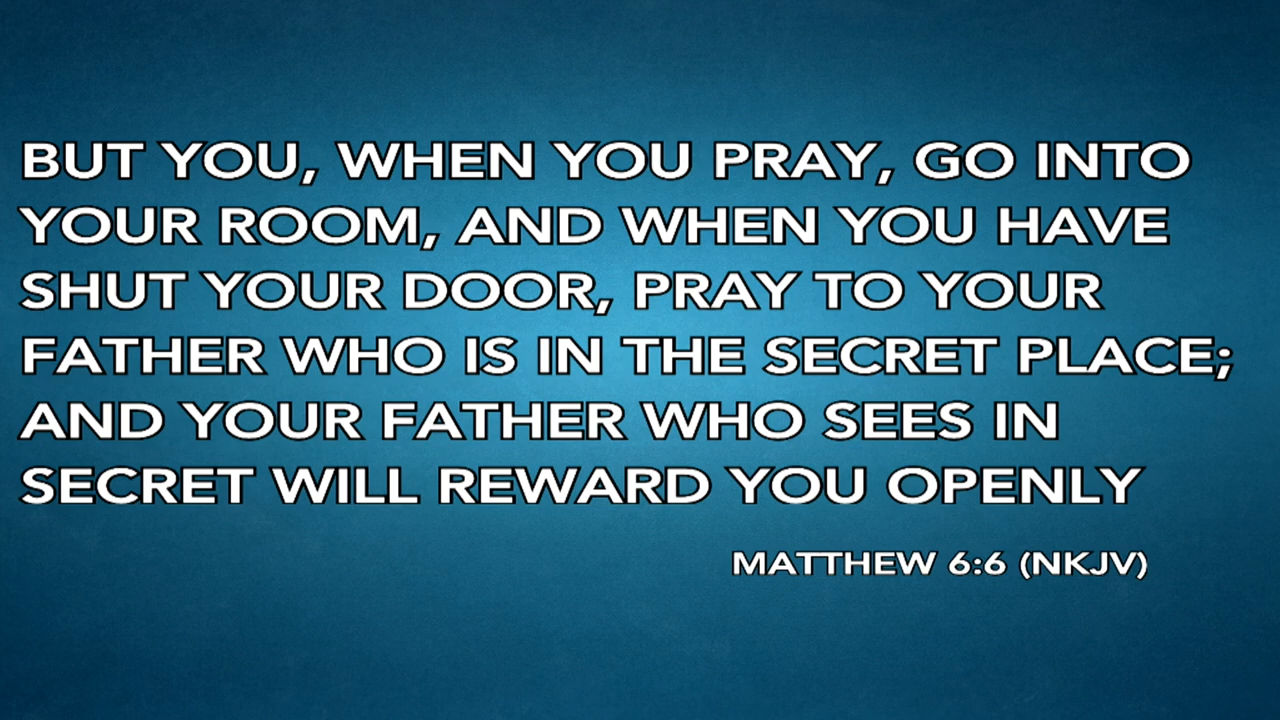 BUT YOU, WHEN YOU PRAY, GO INTO
YOUR ROOM, AND WHEN YOU HAVE
SHUT YOUR DOOR, PRAY TO YOUR
FATHER WHO IS IN THE SECRET PLACE;
AND YOUR FATHER WHO SEES IN
SECRET WILL REWARD YOU OPENLY
MATTHEW 6:6 (NKJV)